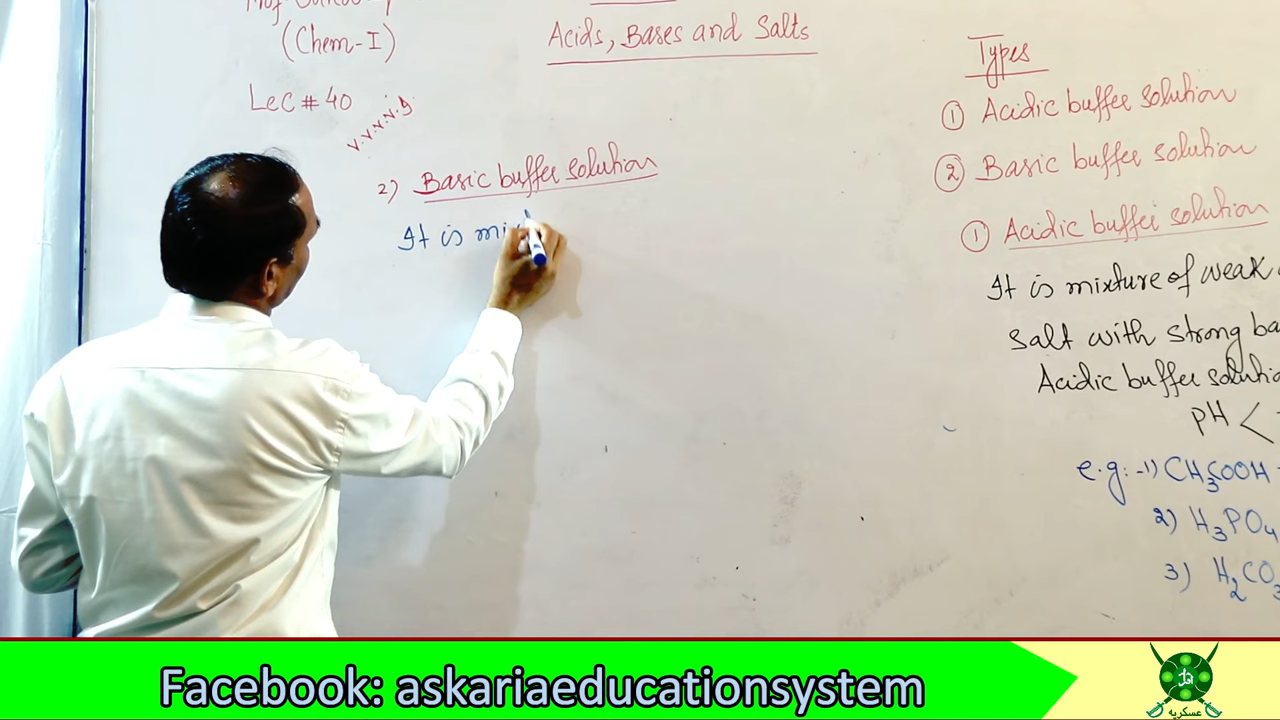 (Chem-I)
Lec # 40
V.V.V.V.g
Acids, Bases and Salts
2) Basic buffer solution
It is mi
Types
① Acidic buffer solution
② Basic buffer solution
① Acidic buffer solution
It is mixture of weak
Salt with strong ba
Acidic buffer solutio
PH <
e.g:-1) CH3COOH
2) H3PO4
3) H2CO3
Facebook: askariaeducationsystem
عسکریہ